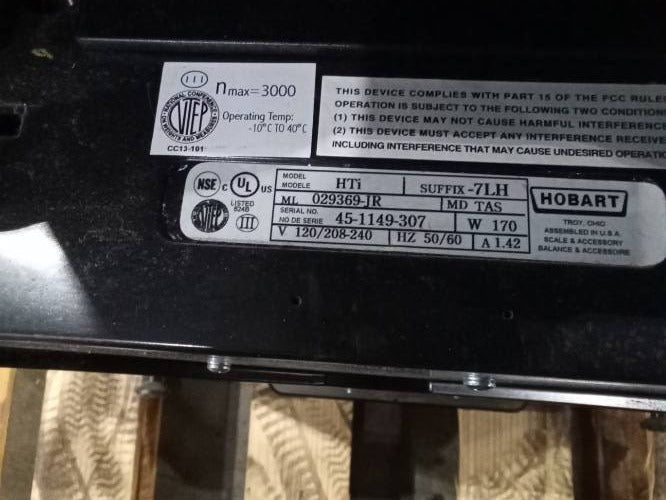 III
n max=3000
NATIONAL CONFERENCE
NTEP
ON WEIGHTS AND MEASURES
Operating Temp:
-10°C TO 40°C
CC13-101
THIS DEVICE COMPLIES WITH PART 15 OF THE FCC RULE
OPERATION IS SUBJECT TO THE FOLLOWING TWO CONDITION
(1) THIS DEVICE MAY NOT CAUSE HARMFUL INTERFERENCE
(2) THIS DEVICE MUST ACCEPT ANY INTERFERENCE RECEIVE
INCLUDING INTERFERENCE THAT MAY CAUSE UNDESIRED OPERAT
NSF C UL US
LISTED
NTEP III
MODEL
MODELE HTi SUFFIX -7LH
ML 029369-JR MD TAS
SERIAL NO.
NO DE SERIE 45-1149-307 W 170
V 120/208-240 HZ 50/60 A 1.42
HOBART
TROY, OHIO
ASSEMBLED IN U.S.A
SCALE & ACCESSORY
BALANCE & ACCESSOIRE